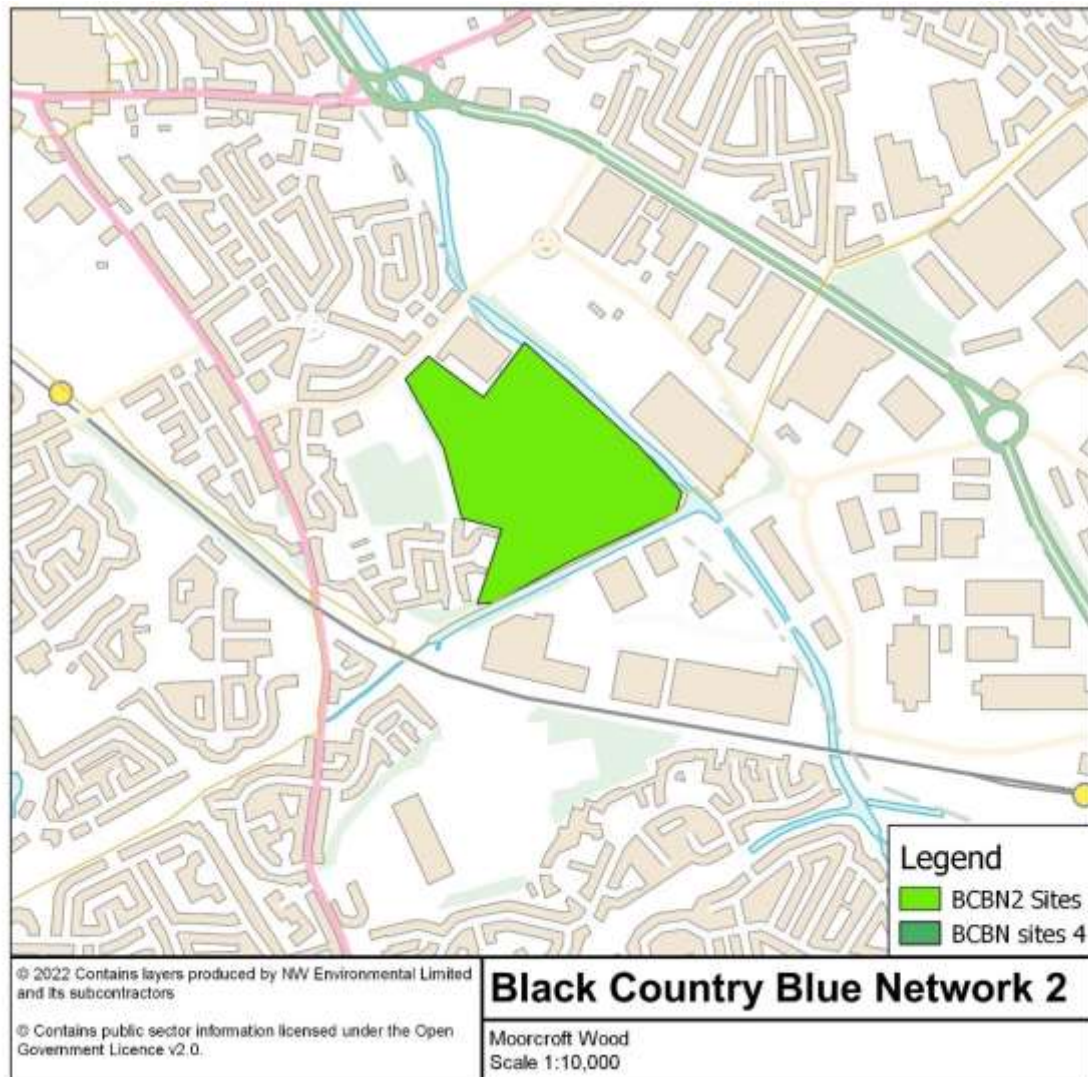 Legend
BCBN2 Sites
BCBN sites 4
© 2022 Contains layers produced by NW Environmental Limited
and its subcontractors
© Contains public sector information licensed under the Open
Government Licence v2.0.
Black Country Blue Network 2
Moorcroft Wood
Scale 1:10,000